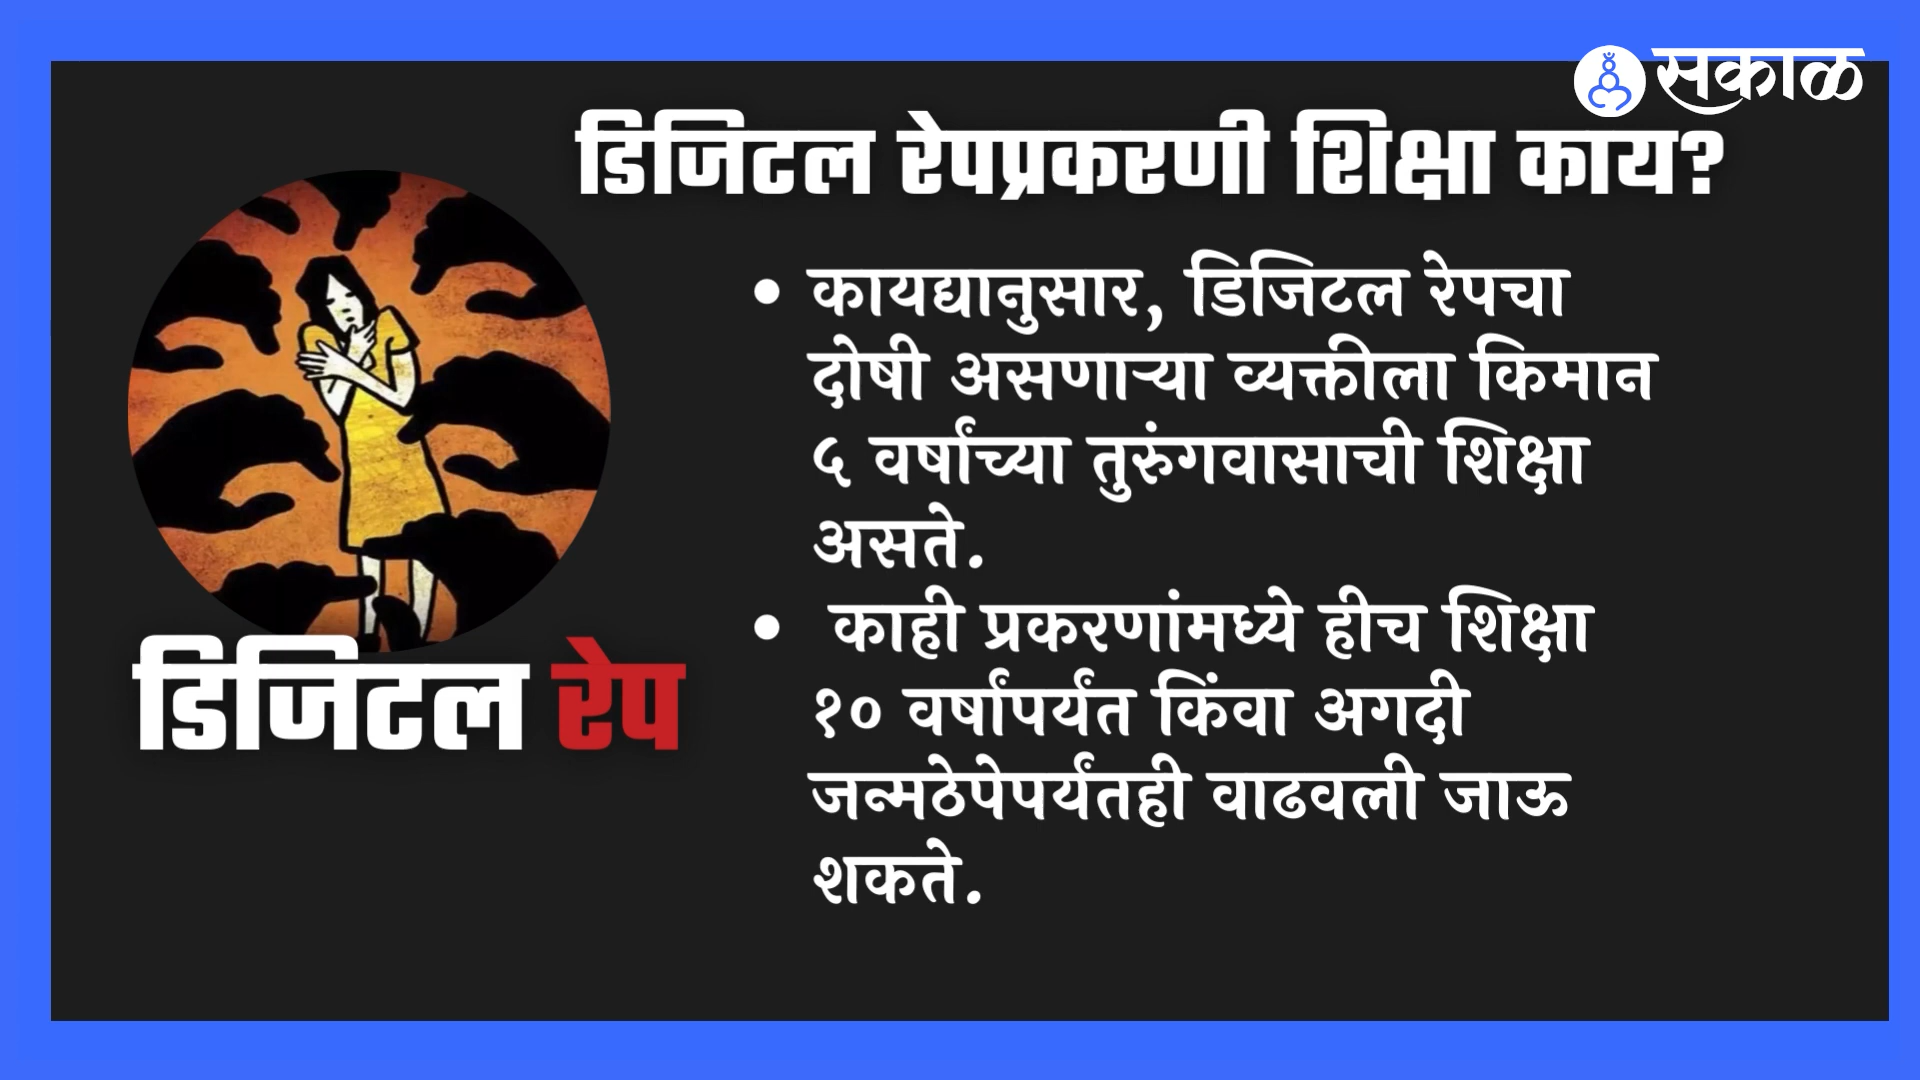 सकाळ
डिजिटल रेपप्रकरणी शिक्षा काय?
• कायद्यानुसार, डिजिटल रेपचा
दोषी असणाऱ्या व्यक्तीला किमान
५ वर्षांच्या तुरुंगवासाची शिक्षा
असते.
• काही प्रकरणांमध्ये हीच शिक्षा
१० वर्षांपर्यंत किंवा अगदी
जन्मठेपेपर्यंतही वाढवली जाऊ
शकते.
डिजिटल रेप